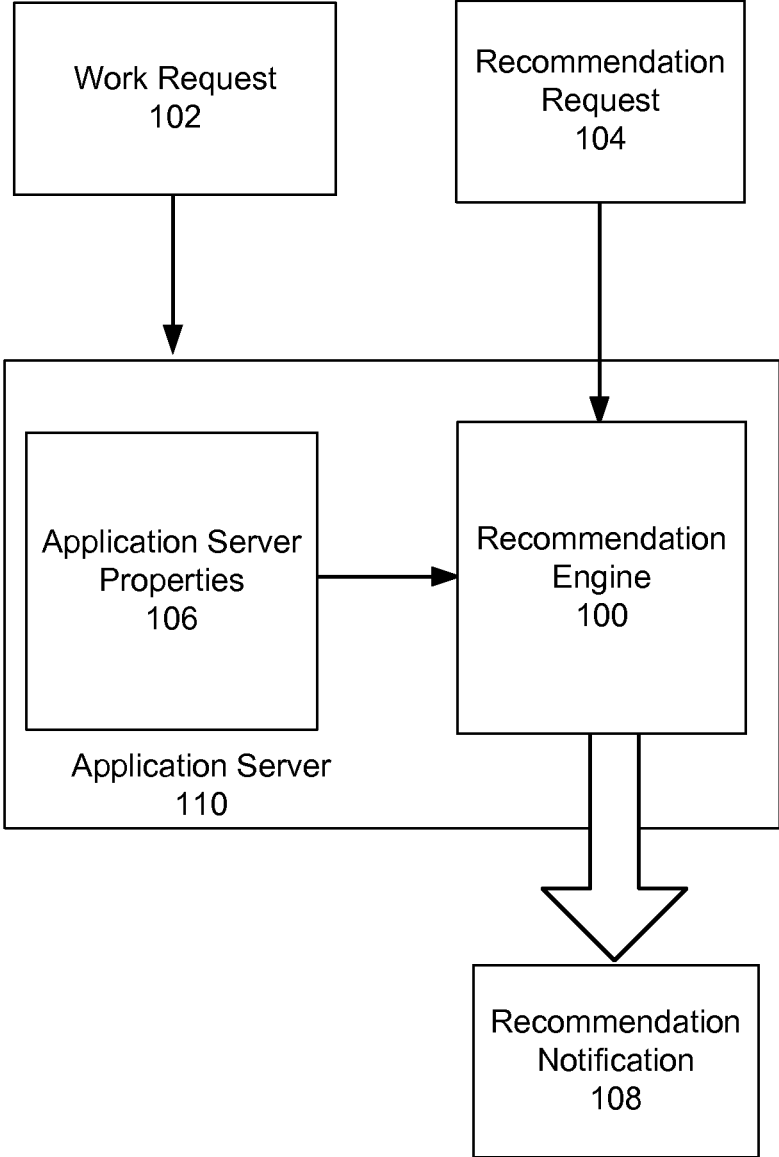 Work Request
102
Recommendation
Request
104
Application Server
Properties
106
Recommendation
Engine
100
Application Server
110
Recommendation
Notification
108